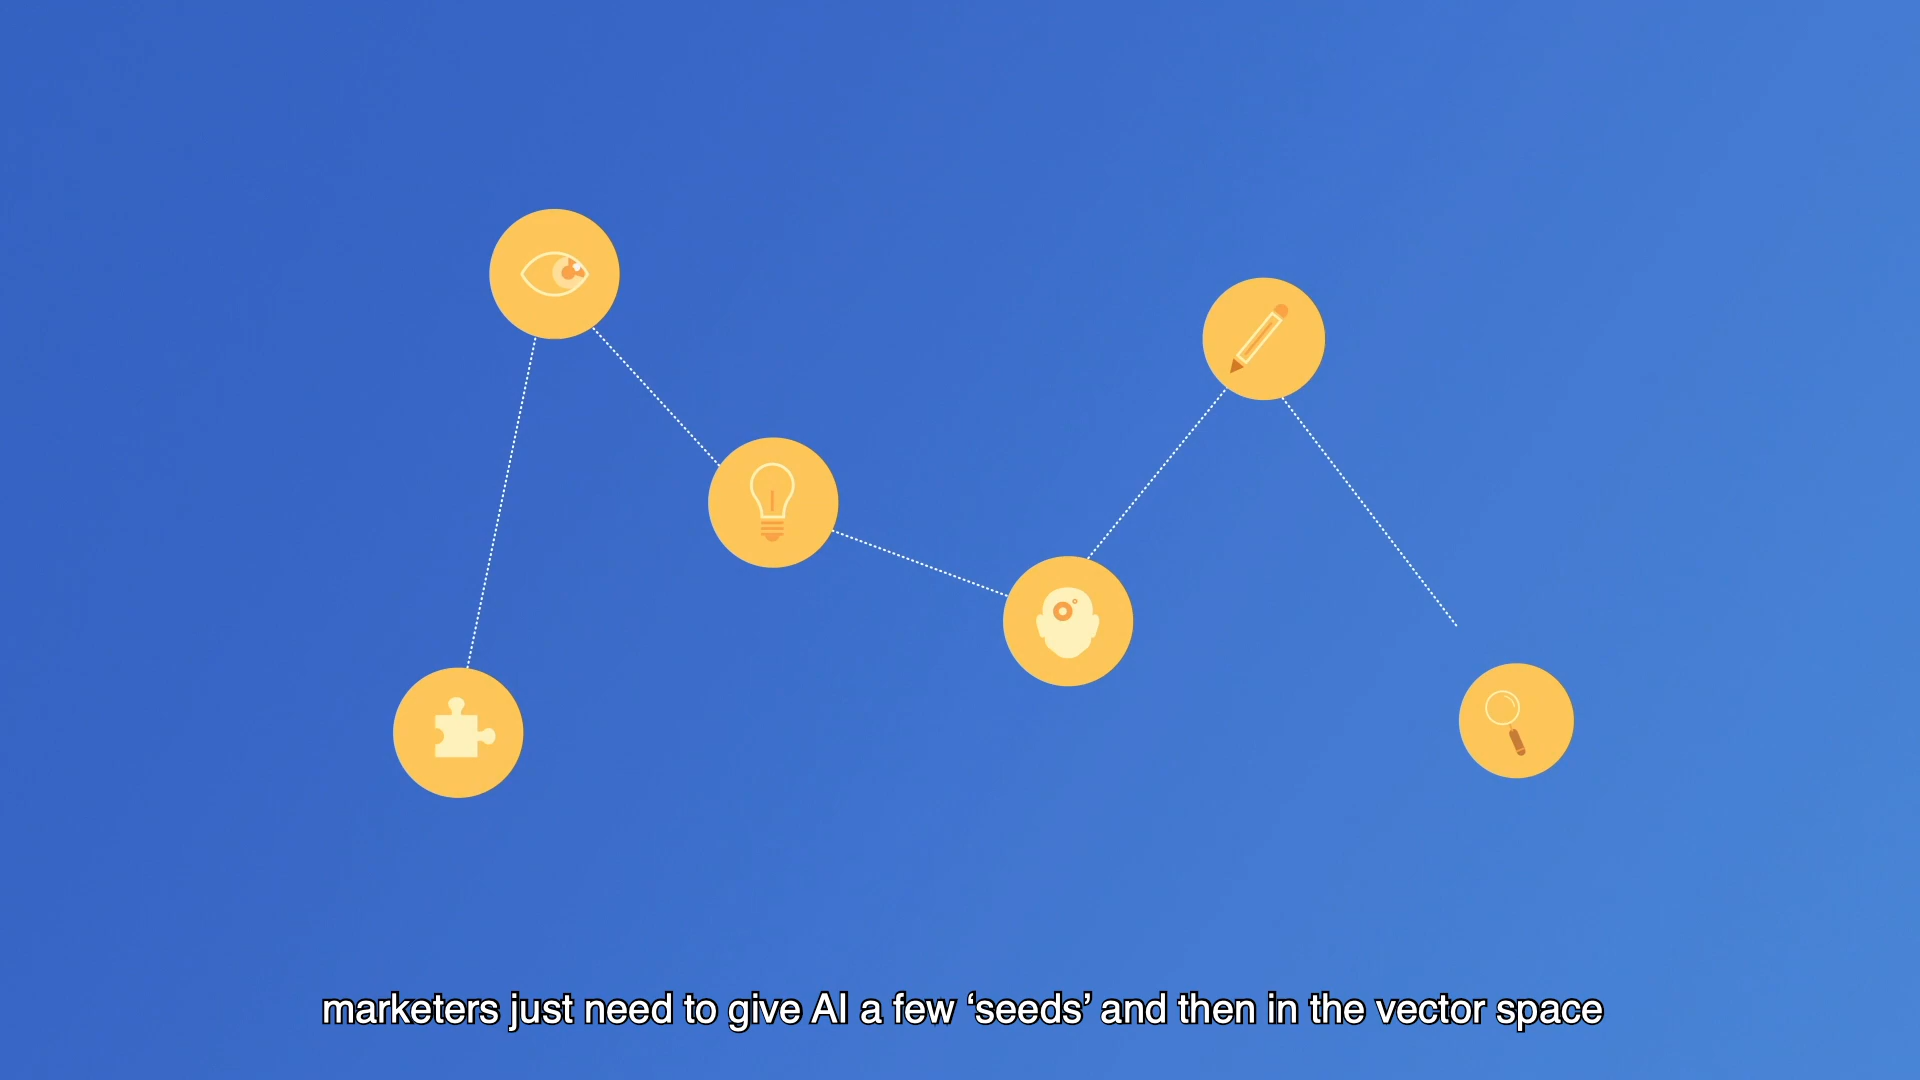 marketers just need to give AI a few ‘seeds’ and then in the vector space